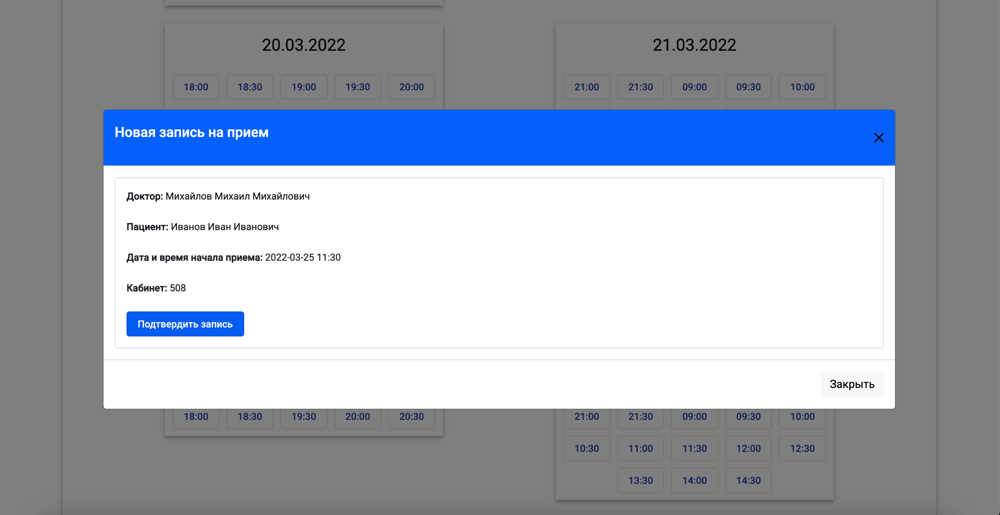 20.03.2022
21.03.2022
18:00 18:30 19:00 19:30 20:00
21:00 21:30 09:00 09:30 10:00
Новая запись на прием
Доктор: Михайлов Михаил Михайлович
Пациент: Иванов Иван Иванович
Дата и время начала приема: 2022-03-25 11:30
Кабинет: 508
Подтвердить запись
Закрыть
18:00 18:30 19:30 20:00 20:30
21:00 21:30 09:00 09:30 10:00
10:30 11:00 11:30 12:00 12:30
13:30 14:00 14:30